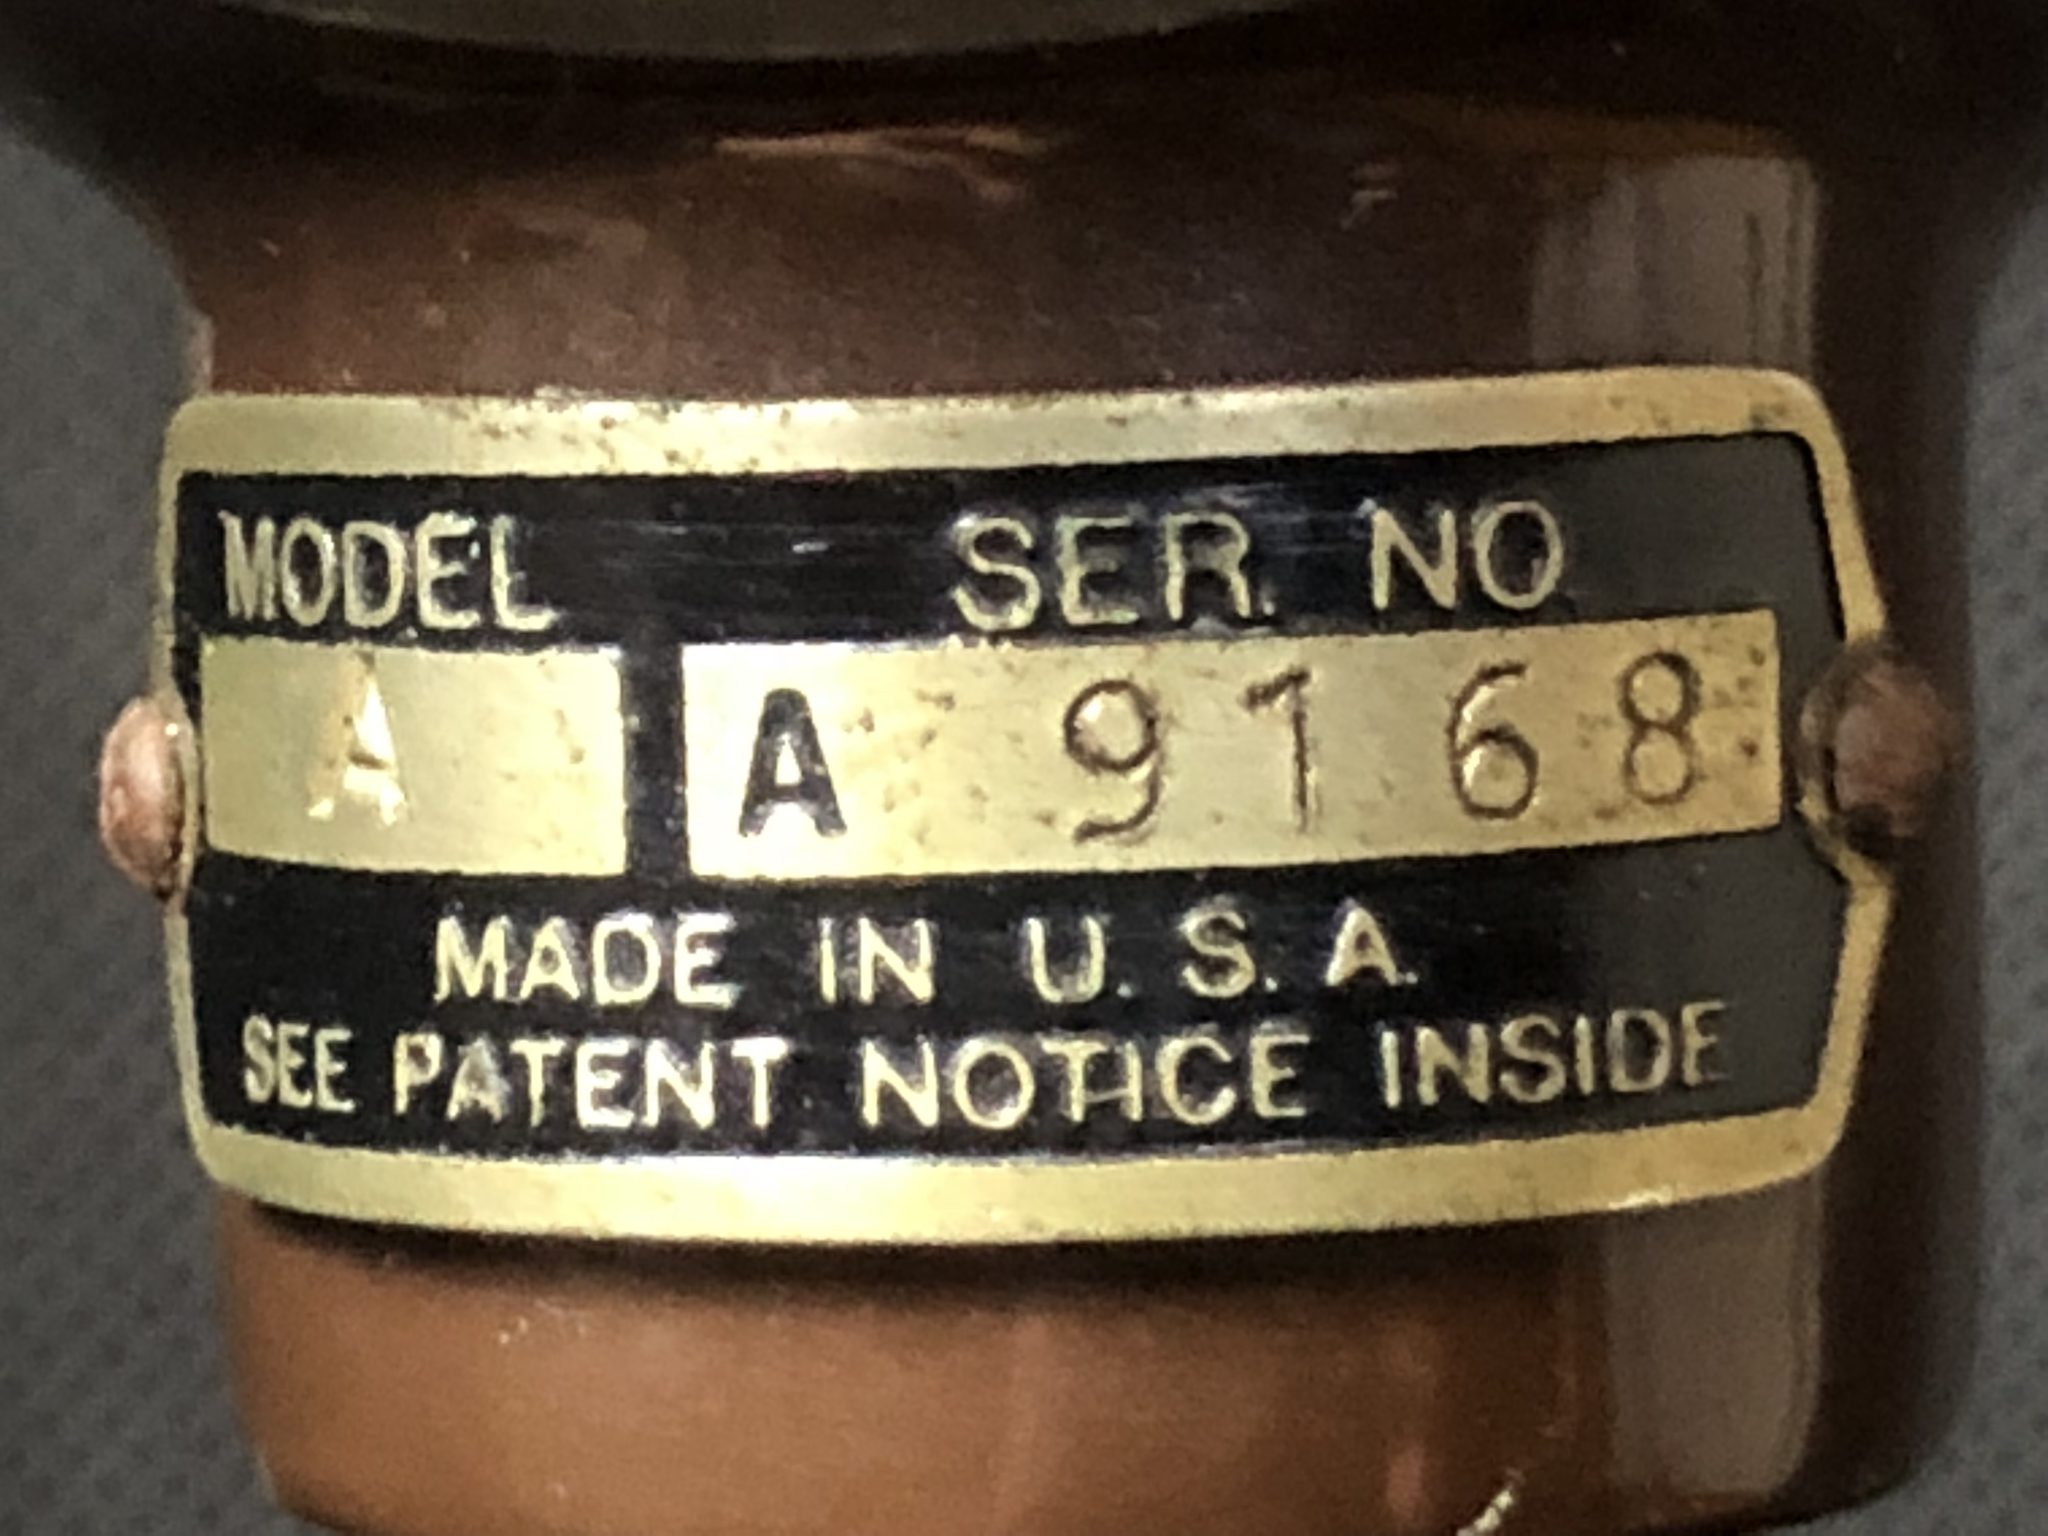 MODEL SER. NO
A A 9168
MADE IN U.S.A.
SEE PATENT NOTICE INSIDE